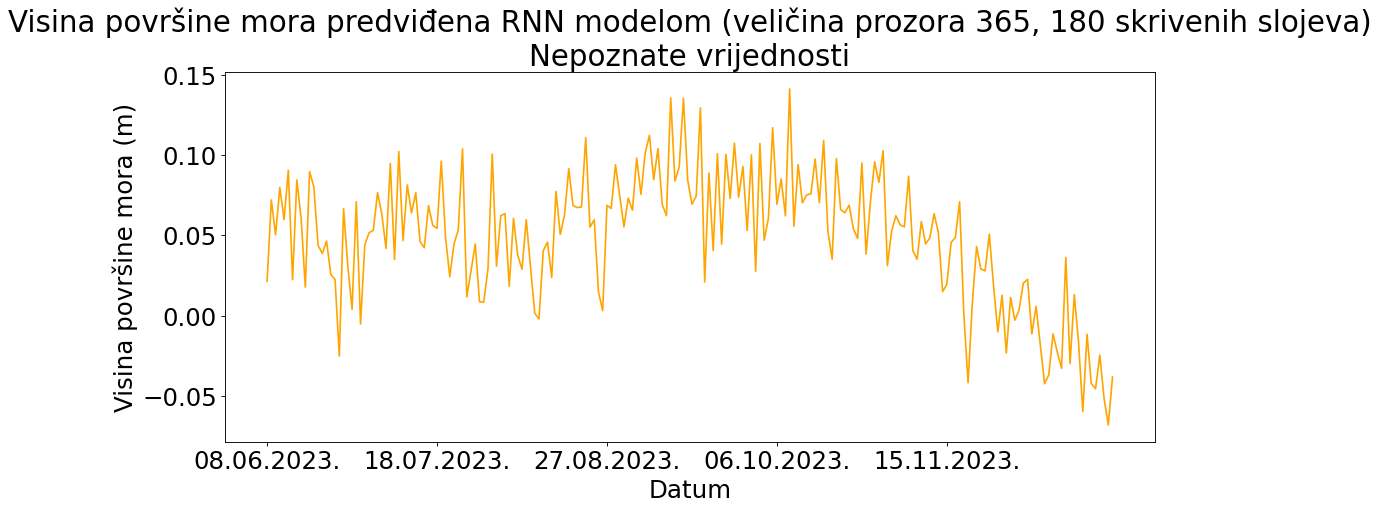 Visina površine mora predviđena RNN modelom (veličina prozora 365, 180 skrivenih slojeva)
Nepoznate vrijednosti
0.15
0.10
0.05
0.00
−0.05
Visina površine mora (m)
08.06.2023. 18.07.2023. 27.08.2023. 06.10.2023. 15.11.2023.
Datum